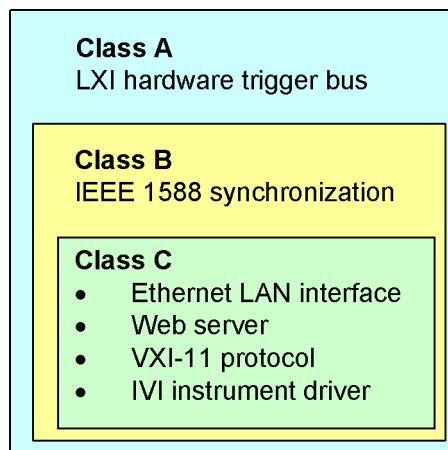 Class A
LXI hardware trigger bus
Class B
IEEE 1588 synchronization
Class C
• Ethernet LAN interface
• Web server
• VXI-11 protocol
• IVI instrument driver